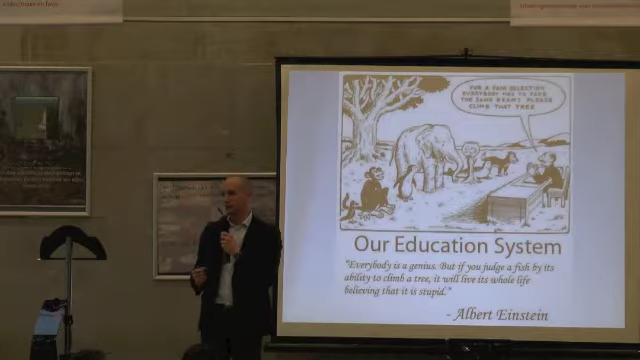 FOR A FAIR SELECTION
EVERYBODY HAS TO TAKE
THE SAME EXAM: PLEASE
CLIMB THAT TREE
Our Education System
"Everybody is a genius. But if you judge a fish by its
ability to climb a tree, it will live its whole life
believing that it is stupid."
- Albert Einstein